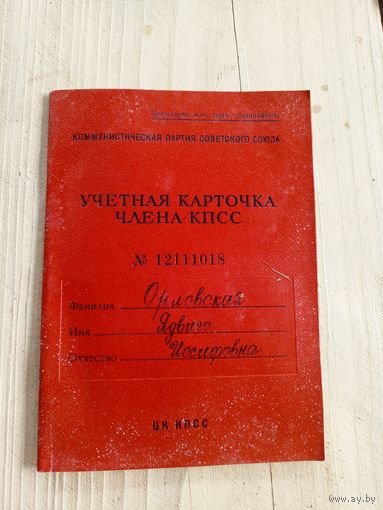 Пролетарии всех стран, соединяйтесь!
КОММУНИСТИЧЕСКАЯ ПАРТИЯ СОВЕТСКОГО СОЮЗА
УЧЕТНАЯ КАРТОЧКА
ЧЛЕНА КПСС
№ 12111018
Фамилия Орловская
Имя Ядвига
Отчество Иосифовна
ЦК КПСС
www.ay.by